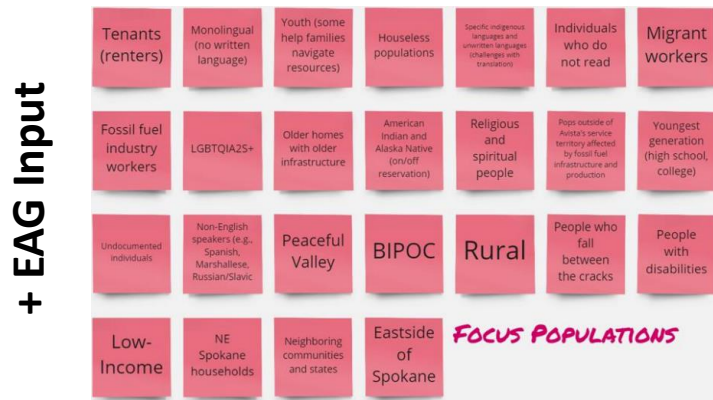 + EAG Input
Tenants
(renters)
Monolingual
(no written
language)
Youth (some
help families
navigate
resources)
Houseless
populations
Specific indigenous
languages and
unwritten languages
(challenges with
translation)
Individuals
who do
not read
Migrant
workers
Fossil fuel
industry
workers
LGBTQIA2S+
Older homes
with older
infrastructure
American
Indian and
Alaska Native
(on/off
reservation)
Religious
and
spiritual
people
Pops outside of
Avista's service
territory affected
by fossil fuel
infrastructure and
production
Youngest
generation
(high school,
college)
Undocumented
individuals
Non-English
speakers (e.g.,
Spanish,
Marshallese,
Russian/Slavic
Peaceful
Valley
BIPOC
Rural
People who
fall
between
the cracks
People
with
disabilities
Low-
Income
NE
Spokane
households
Neighboring
communities
and states
Eastside
of
Spokane
Focus Populations